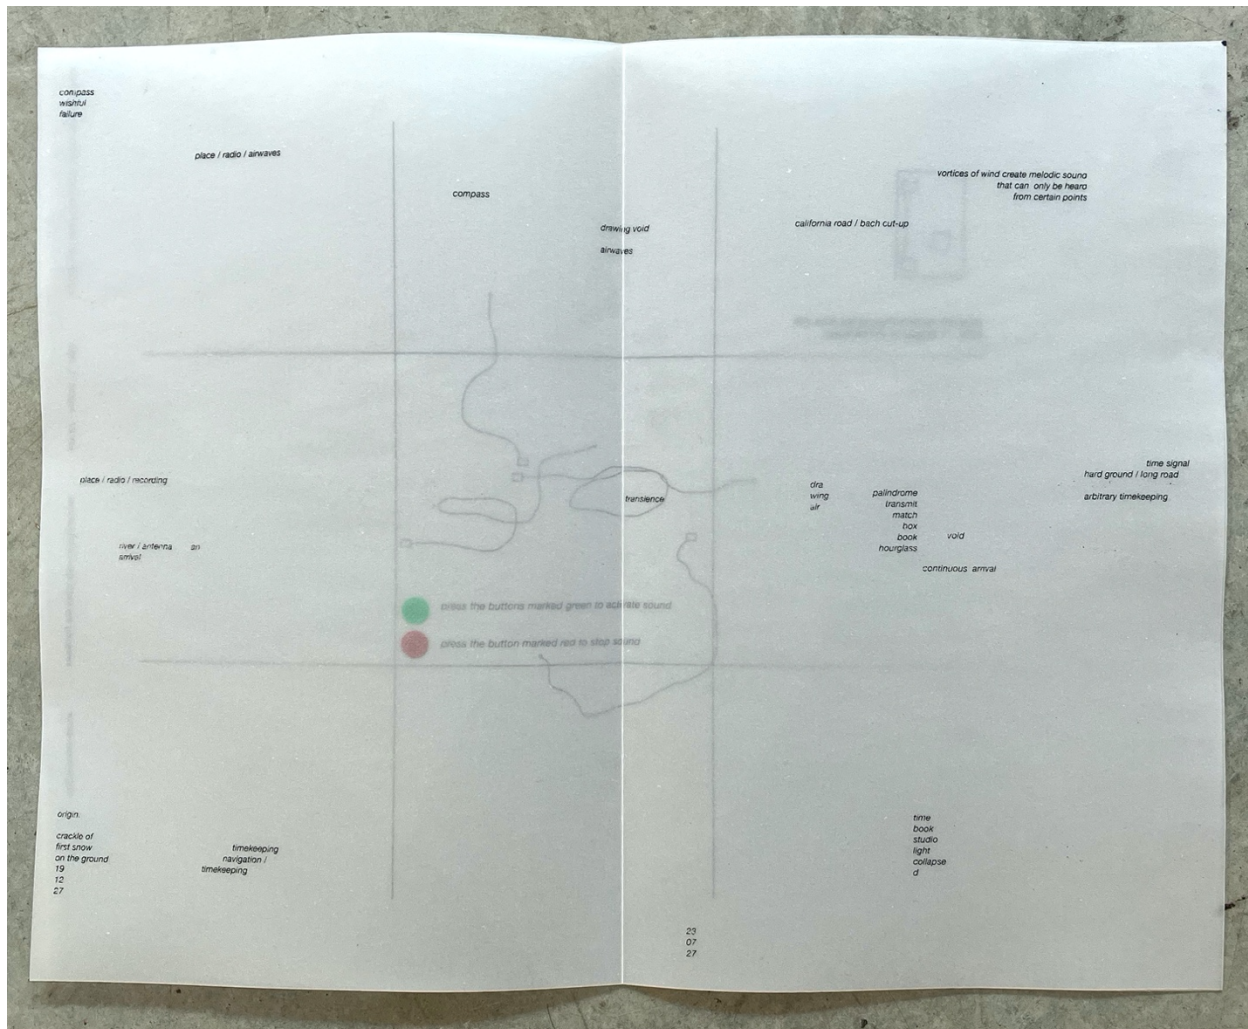 compass
wishful
failure
place / radio / airwaves
compass
drawing void
airwaves
vortices of wind create melodic sound
that can only be heard
from certain points
california road / bach cut-up
place / radio / recording
river / antenna an
arrival
transience
dra
wing
air
palindrome
transmit
match
box
book
hourglass
void
continuous arrival
time signal
hard ground / long road
arbitrary timekeeping
press the buttons marked green to activate sound
press the button marked red to stop sound
origin.
crackle of
first snow
on the ground
19
12
27
timekeeping
navigation /
timekeeping
time
book
studio
light
collapse
d
23
07
27